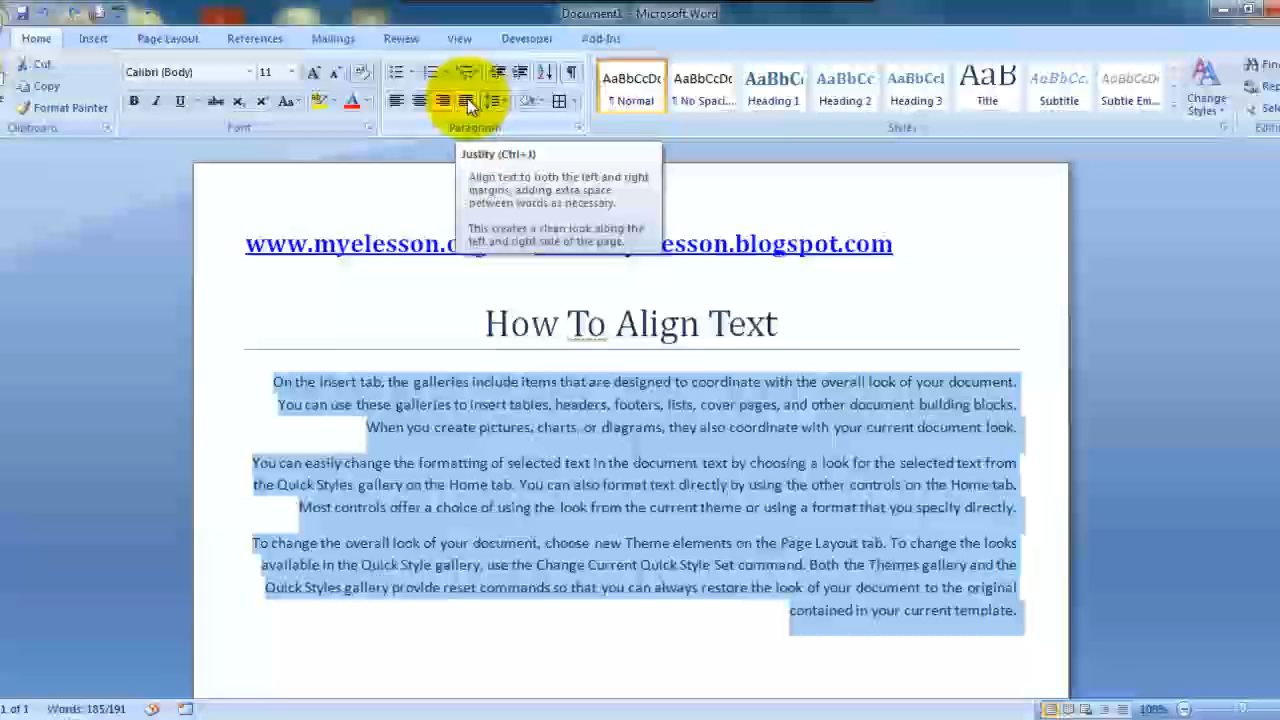 Document1 - Microsoft Word
Home Insert Page Layout References Mailings Review View Developer Add-Ins
Cut
Copy
Format Painter
Clipboard
Calibri (Body) 11
B I U abc X₂ X² Aa
Font
Paragraph
AaBbCcDc AaBbCcDc AaBbC AaBbCc AaBbCcI AaB AaBbCc. AaBbCcDc
¶ Normal ¶ No Spaci... Heading 1 Heading 2 Heading 3 Title Subtitle Subtle Em...
Change
Styles
Styles
Justify (Ctrl+J)
Align text to both the left and right
margins, adding extra space
between words as necessary.
This creates a clean look along the
left and right side of the page.
www.myelesson. esson.blogspot.com
How To Align Text
On the Insert tab, the galleries include items that are designed to coordinate with the overall look of your document.
You can use these galleries to insert tables, headers, footers, lists, cover pages, and other document building blocks.
When you create pictures, charts, or diagrams, they also coordinate with your current document look.
You can easily change the formatting of selected text in the document text by choosing a look for the selected text from
the Quick Styles gallery on the Home tab. You can also format text directly by using the other controls on the Home tab.
Most controls offer a choice of using the look from the current theme or using a format that you specify directly.
To change the overall look of your document, choose new Theme elements on the Page Layout tab. To change the looks
available in the Quick Style gallery, use the Change Current Quick Style Set command. Both the Themes gallery and the
Quick Styles gallery provide reset commands so that you can always restore the look of your document to the original
contained in your current template.
1 of 1 Words: 185/191 108%